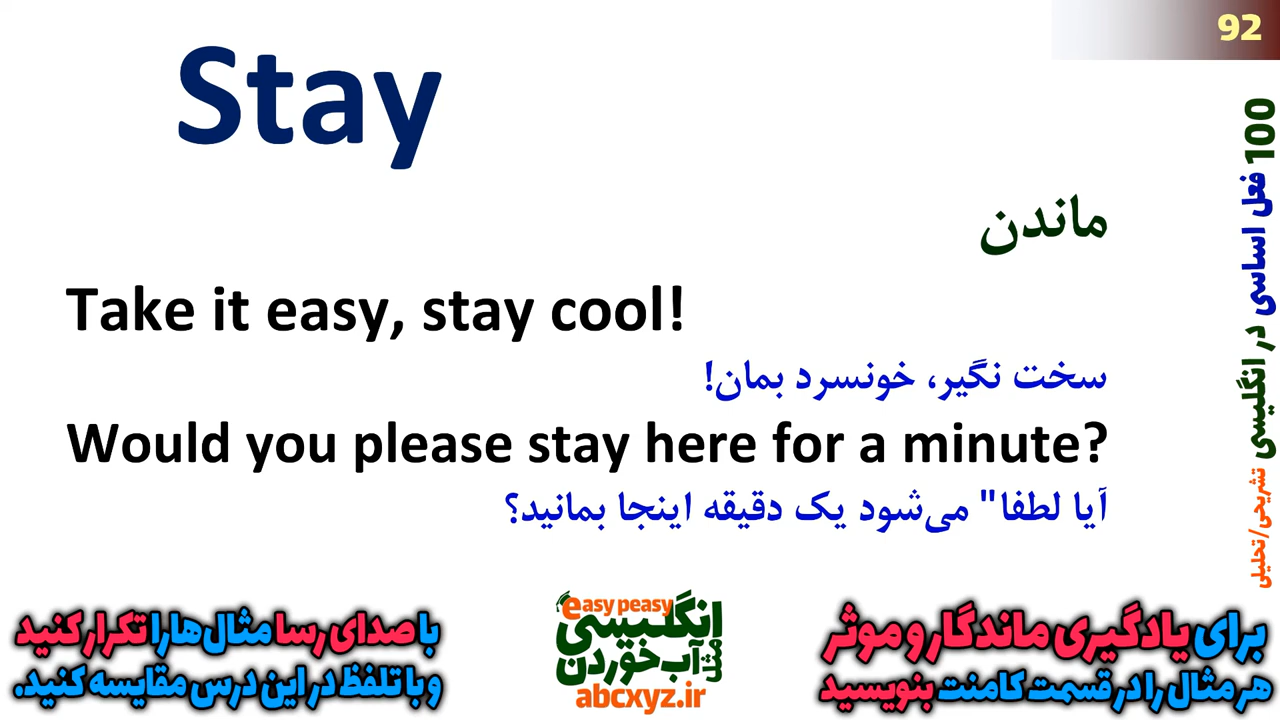 92
Stay
ماندن
Take it easy, stay cool!
سخت نگیر، خونسرد بمان!
Would you please stay here for a minute?
آیا لطفا" می‌شود یک دقیقه اینجا بمانید؟
100 فعل اساسی در انگلیسی تشریحی/تحلیلی
برای یادگیری ماندگار و موثر
هر مثال را در قسمت کامنت بنویسید
easy peasy
انگلیسی
مثل آب خوردن
abcxyz.ir
با صدای رسا مثال‌ها را تکرار کنید
و با تلفظ در این درس مقایسه کنید.